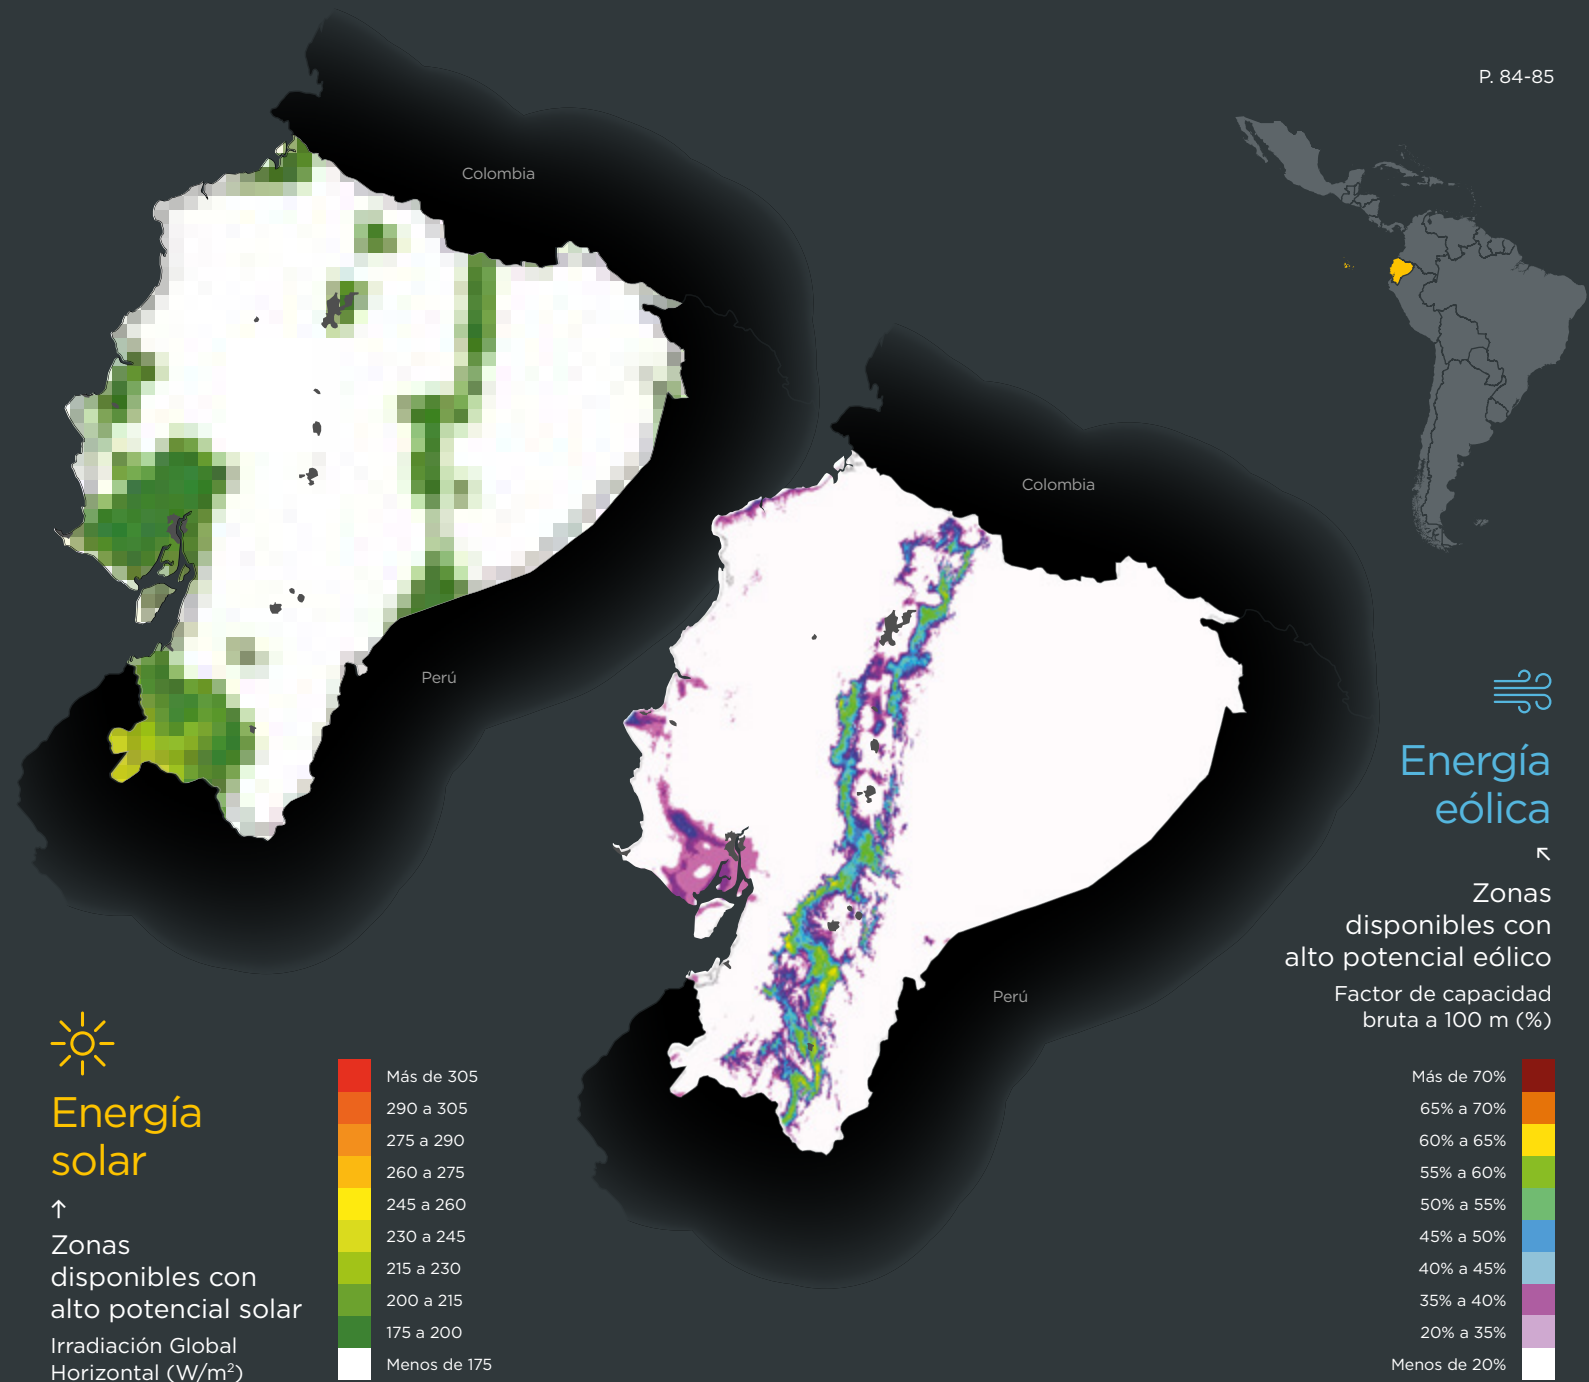 P. 84-85
Colombia
Perú
Colombia
Perú
Energía
solar
Zonas
disponibles con
alto potencial solar
Irradiación Global
Horizontal (W/m²)
Más de 305
290 a 305
275 a 290
260 a 275
245 a 260
230 a 245
215 a 230
200 a 215
175 a 200
Menos de 175
Energía
eólica
Zonas
disponibles con
alto potencial eólico
Factor de capacidad
bruta a 100 m (%)
Más de 70%
65% a 70%
60% a 65%
55% a 60%
50% a 55%
45% a 50%
40% a 45%
35% a 40%
20% a 35%
Menos de 20%